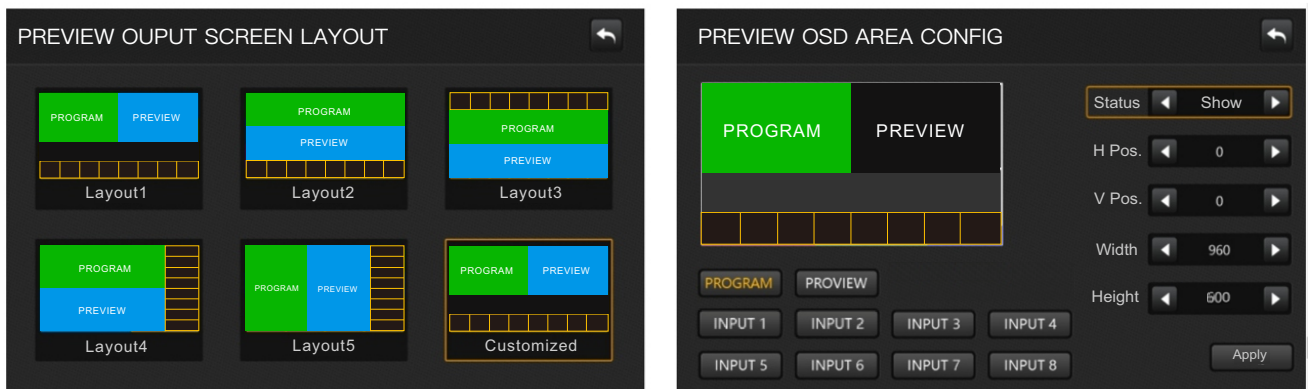 PREVIEW OUPUT SCREEN LAYOUT
PROGRAM PREVIEW
Layout1
PROGRAM
PREVIEW
Layout2
PROGRAM
PREVIEW
Layout3
PROGRAM
PREVIEW
Layout4
PROGRAM PREVIEW
Layout5
PROGRAM PREVIEW
Customized
PREVIEW OSD AREA CONFIG
PROGRAM PREVIEW
PROGRAM PROVIEW
INPUT 1 INPUT 2 INPUT 3 INPUT 4
INPUT 5 INPUT 6 INPUT 7 INPUT 8
Status Show
H Pos. 0
V Pos. 0
Width 960
Height 600
Apply